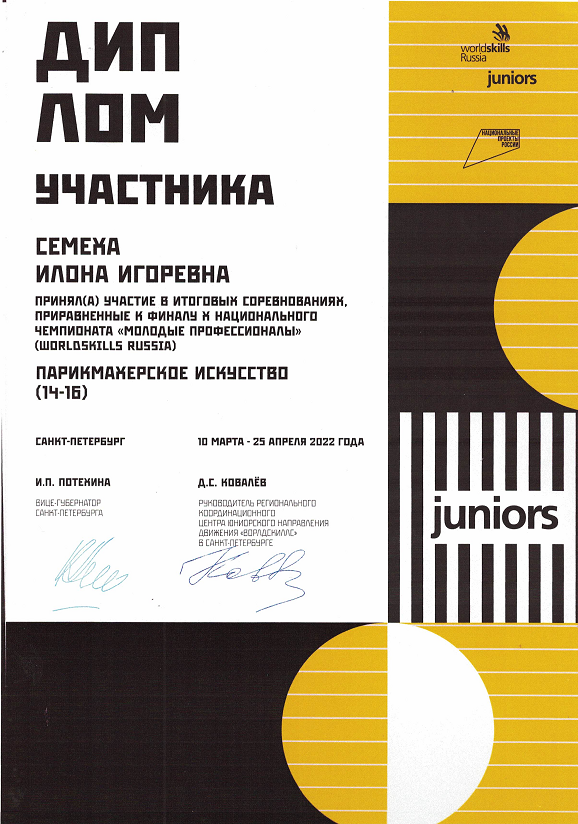 ДИП
ЛОМ
УЧАСТНИКА
СЕМЕХА
ИЛОНА ИГОРЕВНА
ПРИНЯЛ(А) УЧАСТИЕ В ИТОГОВЫХ СОРЕВНОВАНИЯХ,
ПРИРАВНЕННЫЕ К ФИНАЛУ X НАЦИОНАЛЬНОГО
ЧЕМПИОНАТА «МОЛОДЫЕ ПРОФЕССИОНАЛЫ»
(WORLDSKILLS RUSSIA)
ПАРИКМАХЕРСКОЕ ИСКУССТВО
(14-16)
САНКТ-ПЕТЕРБУРГ
10 МАРТА - 25 АПРЕЛЯ 2022 ГОДА
И.П. ПОТЕХИНА
ВИЦЕ-ГУБЕРНАТОР
САНКТ-ПЕТЕРБУРГА
Д.С. КОВАЛЁВ
РУКОВОДИТЕЛЬ РЕГИОНАЛЬНОГО
КООРДИНАЦИОННОГО
ЦЕНТРА ЮНИОРСКОГО НАПРАВЛЕНИЯ
ДВИЖЕНИЯ «ВОРЛДСКИЛЛС»
В САНКТ-ПЕТЕРБУРГЕ
worldskills
Russia
juniors
НАЦИОНАЛЬНЫЕ
ПРОЕКТЫ
РОССИИ
juniors